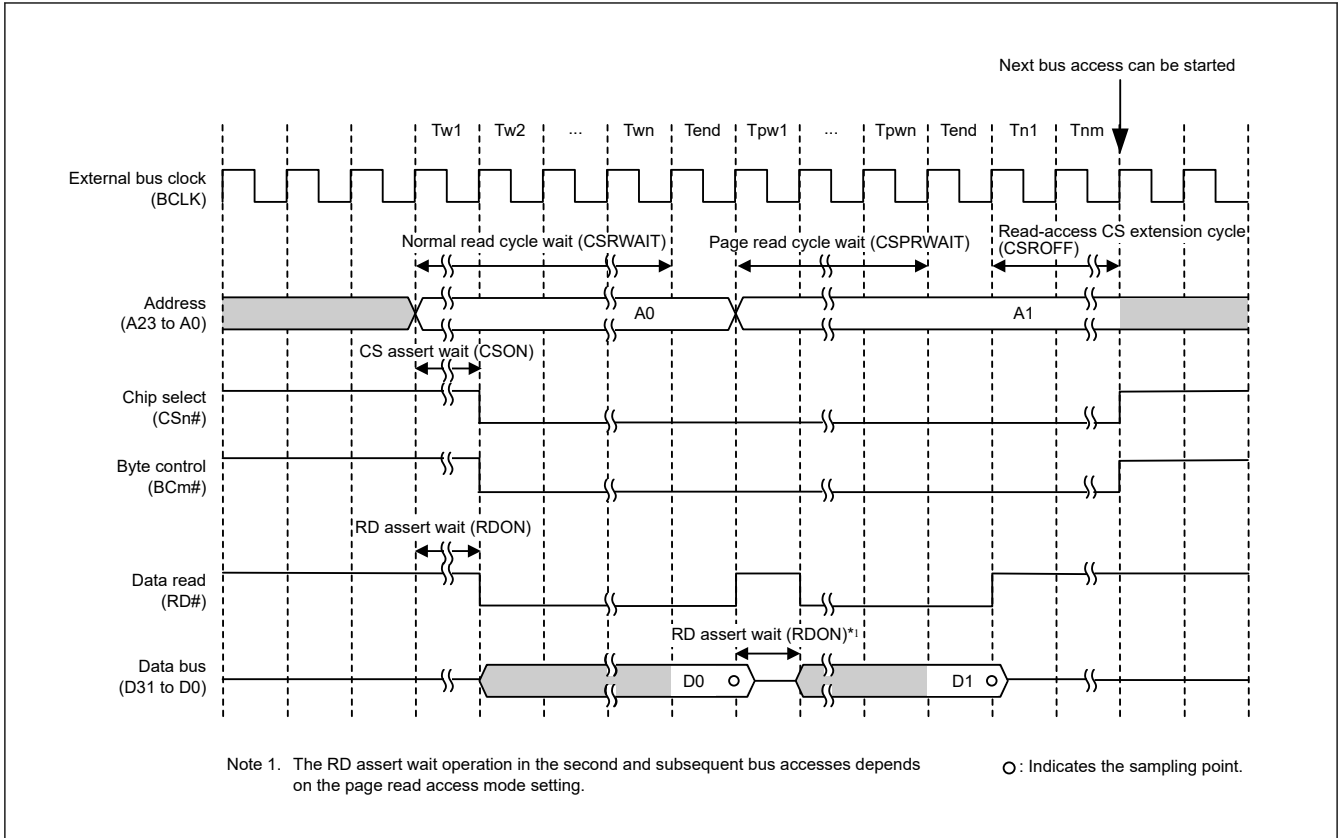 Next bus access can be started
Tw1 Tw2 ... Twn Tend Tpw1 ... Tpwn Tend Tn1 Tnm
External bus clock
(BCLK)
Normal read cycle wait (CSRWAIT)
Page read cycle wait (CSPRWAIT)
Read-access CS extension cycle
(CSROFF)
Address
(A23 to A0)
A0
A1
CS assert wait (CSON)
Chip select
(CSn#)
Byte control
(BCm#)
RD assert wait (RDON)
Data read
(RD#)
RD assert wait (RDON)*1
Data bus
(D31 to D0)
D0
D1
Note 1. The RD assert wait operation in the second and subsequent bus accesses depends
on the page read access mode setting.
: Indicates the sampling point.